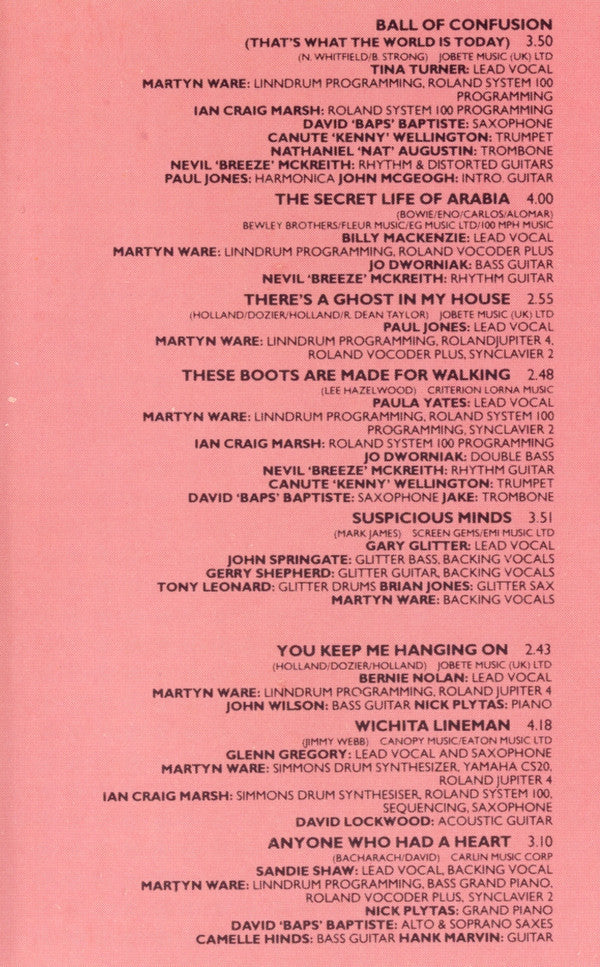 BALL OF CONFUSION
(THAT'S WHAT THE WORLD IS TODAY) 3.50
(N. WHITFIELD/B. STRONG) JOBETE MUSIC (UK) LTD
TINA TURNER: LEAD VOCAL
MARTYN WARE: LINNDRUM PROGRAMMING, ROLAND SYSTEM 100
PROGRAMMING
IAN CRAIG MARSH: ROLAND SYSTEM 100 PROGRAMMING
DAVID 'BAPS' BAPTISTE: SAXOPHONE
CANUTE 'KENNY' WELLINGTON: TRUMPET
NATHANIEL 'NAT' AUGUSTIN: TROMBONE
NEVIL 'BREEZE' MCKREITH: RHYTHM & DISTORTED GUITARS
PAUL JONES: HARMONICA JOHN MCGEOGH: INTRO. GUITAR
THE SECRET LIFE OF ARABIA 4.00
(BOWIE/ENO/CARLOS/ALOMAR)
BEWLEY BROTHERS/FLEUR MUSIC/EG MUSIC LTD/100 MPH MUSIC
BILLY MACKENZIE: LEAD VOCAL
MARTYN WARE: LINNDRUM PROGRAMMING, ROLAND VOCODER PLUS
JO DWORNIAK: BASS GUITAR
NEVIL 'BREEZE' MCKREITH: RHYTHM GUITAR
THERE'S A GHOST IN MY HOUSE 2.55
(HOLLAND/DOZIER/HOLLAND/R. DEAN TAYLOR) JOBETE MUSIC (UK) LTD
PAUL JONES: LEAD VOCAL
MARTYN WARE: LINNDRUM PROGRAMMING, ROLANDJUPITER 4,
ROLAND VOCODER PLUS, SYNCLAVIER 2
THESE BOOTS ARE MADE FOR WALKING 2.48
(LEE HAZELWOOD) CRITERION LORNA MUSIC
PAULA YATES: LEAD VOCAL
MARTYN WARE: LINNDRUM PROGRAMMING, ROLAND SYSTEM 100
PROGRAMMING, SYNCLAVIER 2
IAN CRAIG MARSH: ROLAND SYSTEM 100 PROGRAMMING
JO DWORNIAK: DOUBLE BASS
NEVIL 'BREEZE' MCKREITH: RHYTHM GUITAR
CANUTE 'KENNY' WELLINGTON: TRUMPET
DAVID 'BAPS' BAPTISTE: SAXOPHONE JAKE: TROMBONE
SUSPICIOUS MINDS 3.51
(MARK JAMES) SCREEN GEMS/EMI MUSIC LTD
GARY GLITTER: LEAD VOCAL
JOHN SPRINGATE: GLITTER BASS, BACKING VOCALS
GERRY SHEPHERD: GLITTER GUITAR, BACKING VOCALS
TONY LEONARD: GLITTER DRUMS BRIAN JONES: GLITTER SAX
MARTYN WARE: BACKING VOCALS
YOU KEEP ME HANGING ON 2.43
(HOLLAND/DOZIER/HOLLAND) JOBETE MUSIC (UK) LTD
BERNIE NOLAN: LEAD VOCAL
MARTYN WARE: LINNDRUM PROGRAMMING, ROLAND JUPITER 4
JOHN WILSON: BASS GUITAR NICK PLYTAS: PIANO
WICHITA LINEMAN 4.18
(JIMMY WEBB) CANOPY MUSIC/EATON MUSIC LTD
GLENN GREGORY: LEAD VOCAL AND SAXOPHONE
MARTYN WARE: SIMMONS DRUM SYNTHESIZER, YAMAHA CS20,
ROLAND JUPITER 4
IAN CRAIG MARSH: SIMMONS DRUM SYNTHESISER, ROLAND SYSTEM 100,
SEQUENCING, SAXOPHONE
DAVID LOCKWOOD: ACOUSTIC GUITAR
ANYONE WHO HAD A HEART 3.10
(BACHARACH/DAVID) CARLIN MUSIC CORP
SANDIE SHAW: LEAD VOCAL, BACKING VOCAL
MARTYN WARE: LINNDRUM PROGRAMMING, BASS GRAND PIANO,
ROLAND VOCODER PLUS, SYNCLAVIER 2
NICK PLYTAS: GRAND PIANO
DAVID 'BAPS' BAPTISTE: ALTO & SOPRANO SAXES
CAMELLE HINDS: BASS GUITAR HANK MARVIN: GUITAR